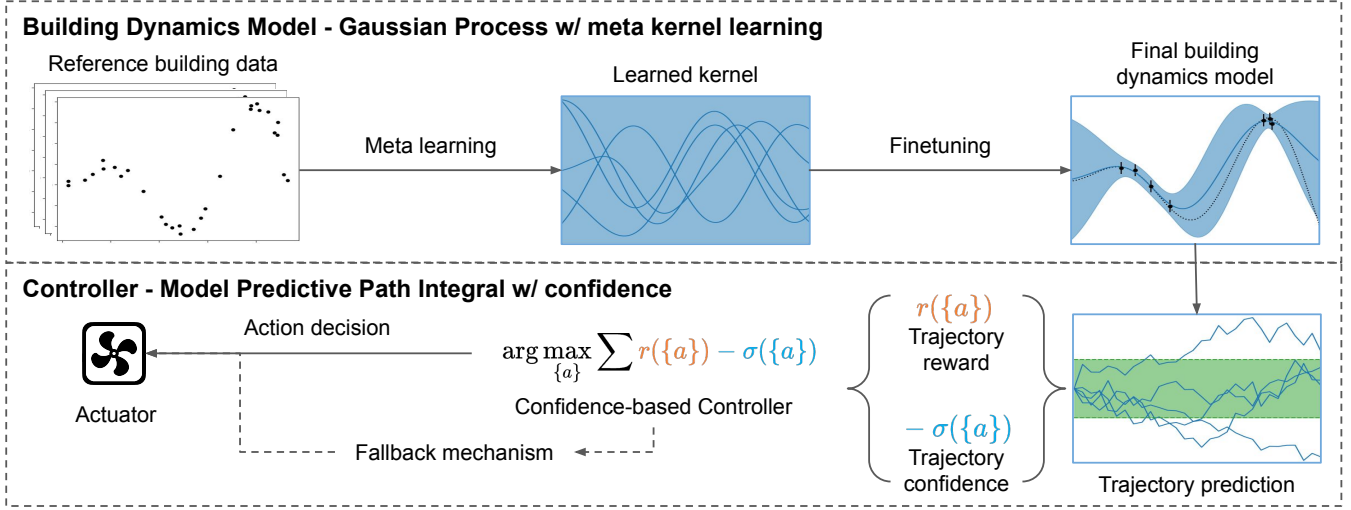 Building Dynamics Model - Gaussian Process w/ meta kernel learning
Reference building data
Meta learning
Learned kernel
Finetuning
Final building
dynamics model
Controller - Model Predictive Path Integral w/ confidence
Actuator
Action decision
arg max ∑ r({a}) − σ({a})
{a}
Confidence-based Controller
Fallback mechanism
r({a})
Trajectory
reward
− σ({a})
Trajectory
confidence
Trajectory prediction